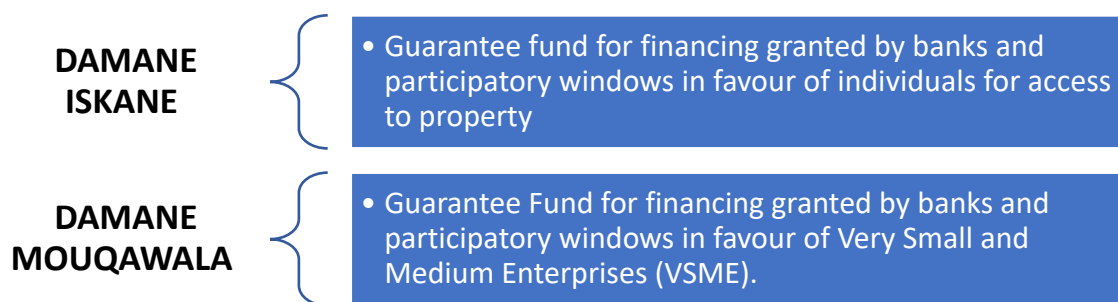 DAMANE
ISKANE
• Guarantee fund for financing granted by banks and
participatory windows in favour of individuals for access
to property
DAMANE
MOUQAWALA
• Guarantee Fund for financing granted by banks and
participatory windows in favour of Very Small and
Medium Enterprises (VSME).